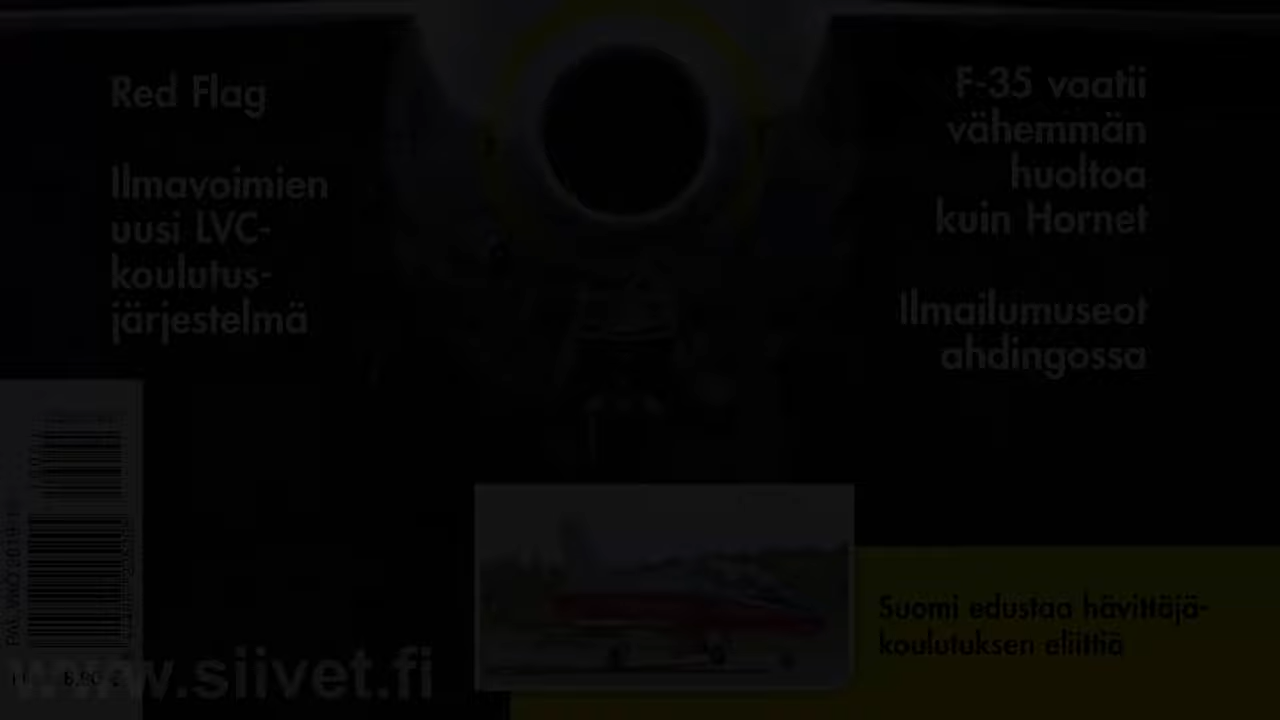 Red Flag
Ilmavoimien
uusi LVC-
koulutus-
järjestelmä
F-35 vaatii
vähemmän
huoltoa
kuin Hornet
Ilmailumuseot
ahdingossa
Suomi edustaa hävittäjä-
koulutuksen eliittiä
www.siivet.fi